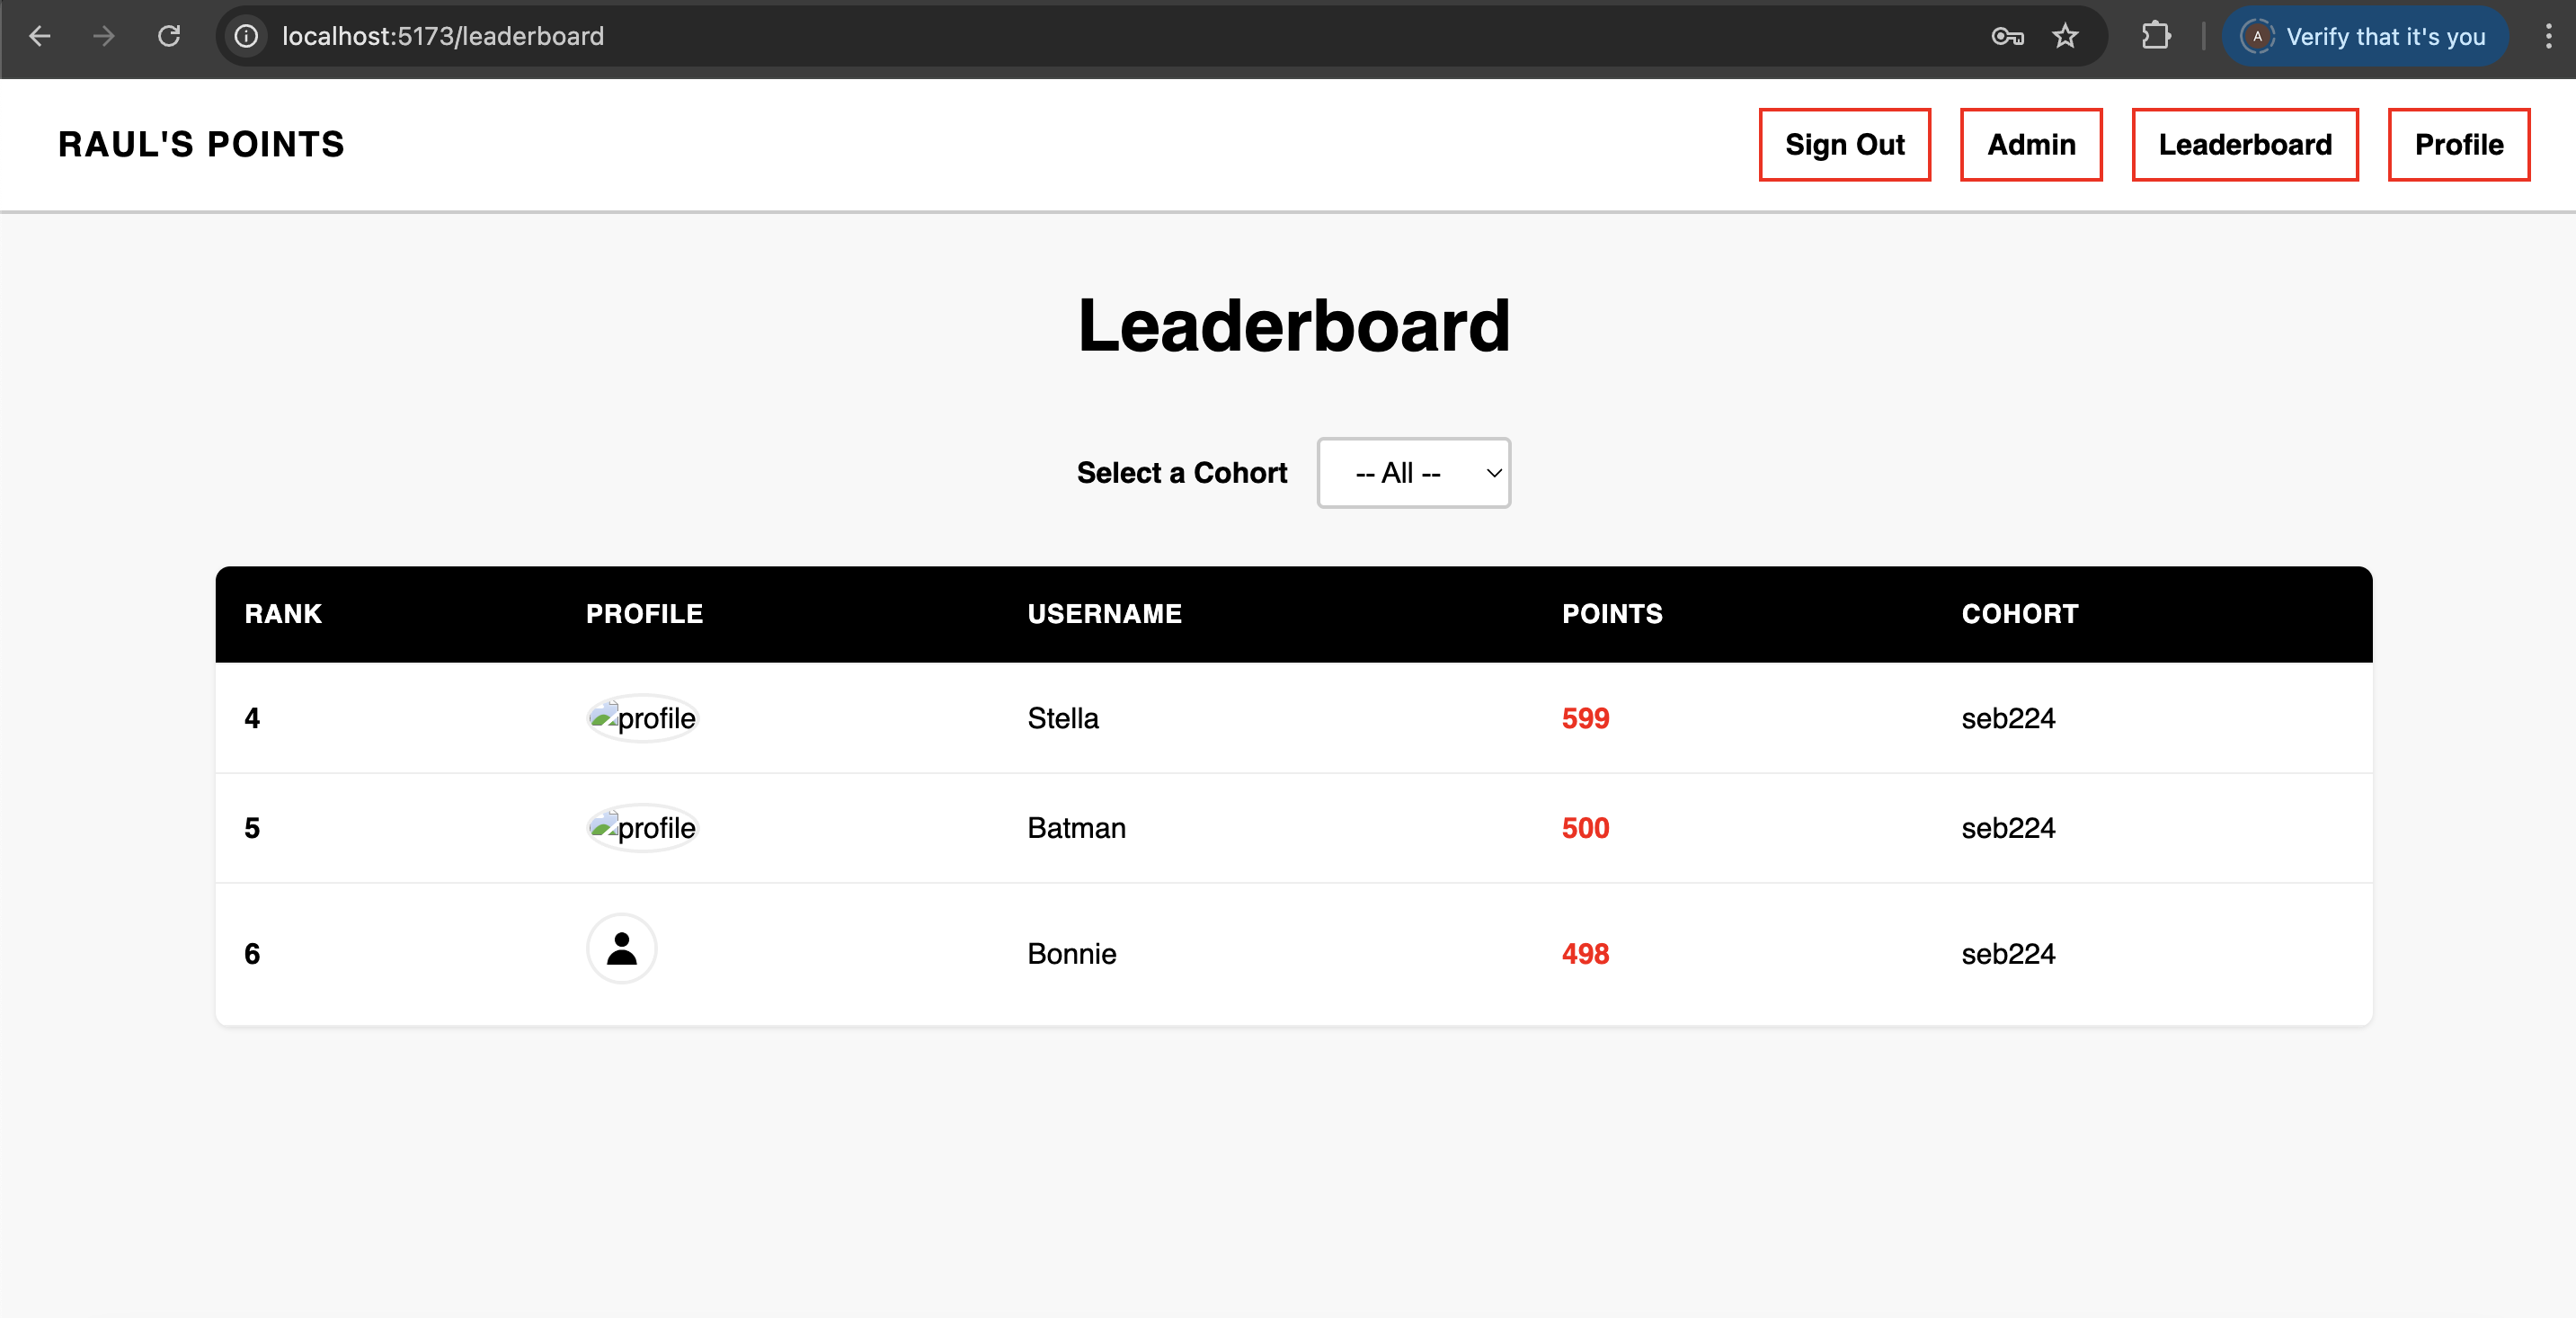 localhost:5173/leaderboard
A Verify that it's you
RAUL'S POINTS
Sign Out Admin Leaderboard Profile
Leaderboard
Select a Cohort -- All --
RANK PROFILE USERNAME POINTS COHORT
4 profile Stella 599 seb224
5 profile Batman 500 seb224
6 Bonnie 498 seb224